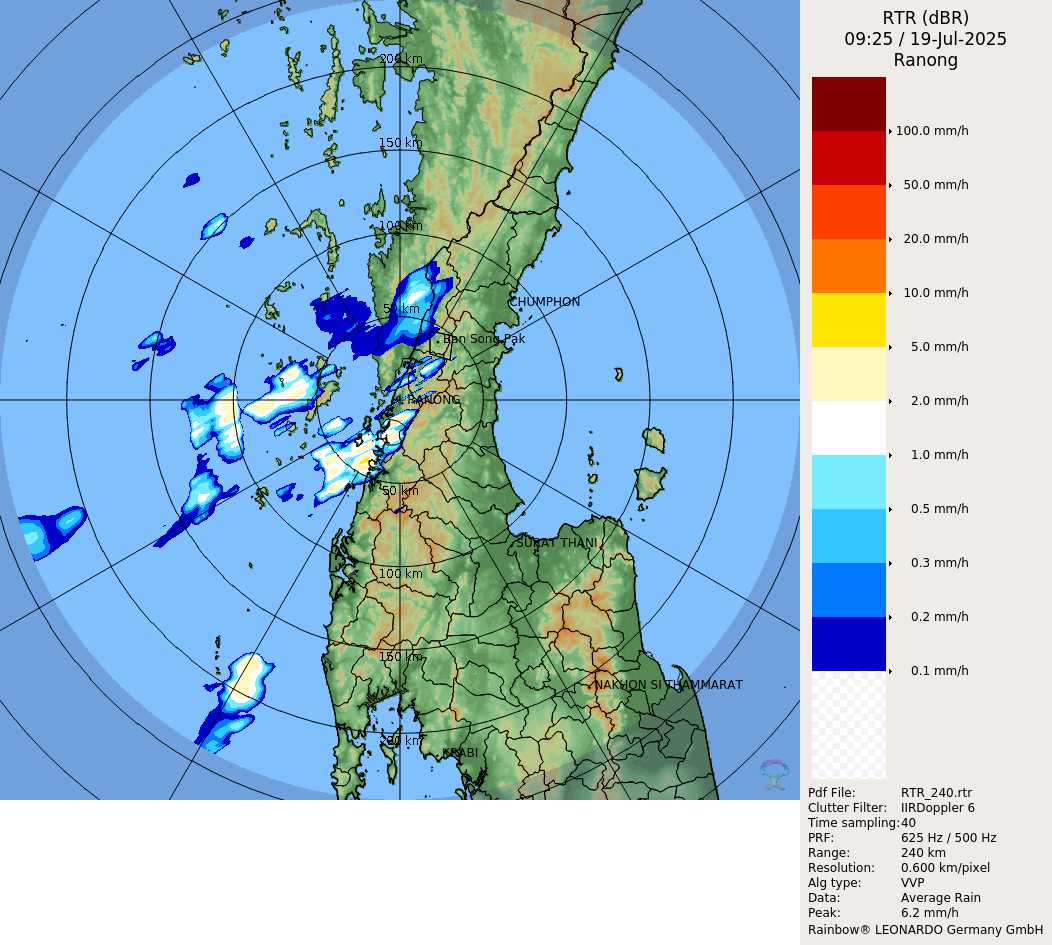 200 km
150 km
100 km
CHUMPHON
50 km
Ban Song Pak
RANONG
50 km
SURAT THANI
100 km
150 km
NAKHON SI THAMMARAT
200 km
KRABI
RTR (dBR)
09:25 / 19-Jul-2025
Ranong
100.0 mm/h
50.0 mm/h
20.0 mm/h
10.0 mm/h
5.0 mm/h
2.0 mm/h
1.0 mm/h
0.5 mm/h
0.3 mm/h
0.2 mm/h
0.1 mm/h
Pdf File: RTR_240.rtr
Clutter Filter: IIRDoppler 6
Time sampling: 40
PRF: 625 Hz / 500 Hz
Range: 240 km
Resolution: 0.600 km/pixel
Alg type: VVP
Data: Average Rain
Peak: 6.2 mm/h
Rainbow® LEONARDO Germany GmbH